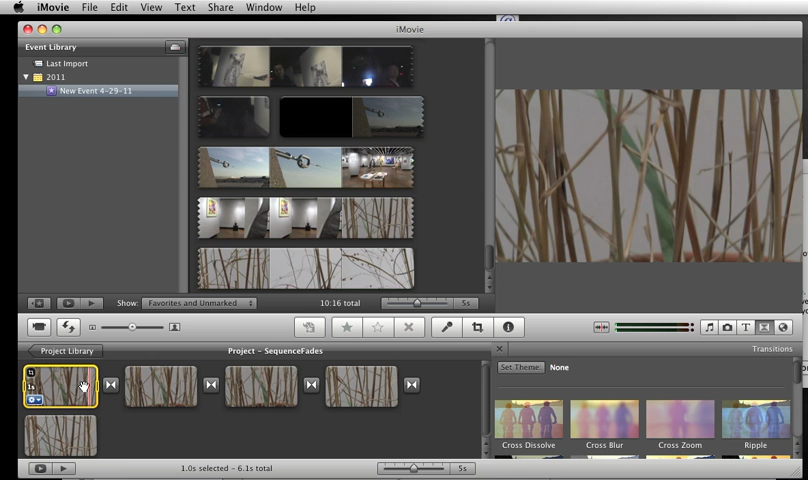 iMovie File Edit View Text Share Window Help
iMovie
Event Library
Last Import
2011
New Event 4-29-11
Show: Favorites and Unmarked 10:16 total 5s
Project Library Project - SequenceFades Transitions
Set Theme... None
1s
Cross Dissolve Cross Blur Cross Zoom Ripple
1.0s selected - 6.1s total 5s